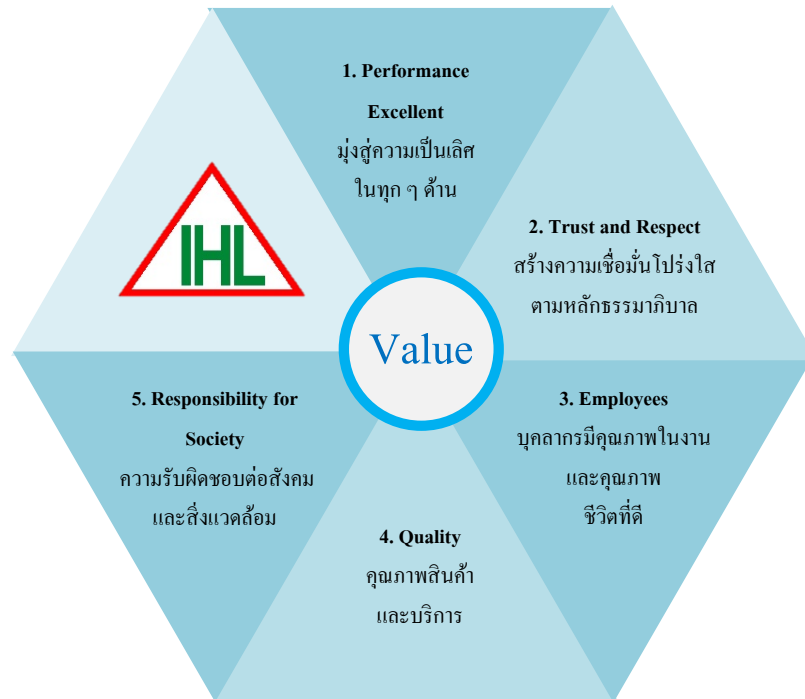 1. Performance
Excellent
มุ่งสู่ความเป็นเลิศ
ในทุก ๆ ด้าน
2. Trust and Respect
สร้างความเชื่อมั่นโปร่งใส
ตามหลักธรรมาภิบาล
IHL
Value
3. Employees
บุคลากรมีคุณภาพในงาน
และคุณภาพ
ชีวิตที่ดี
5. Responsibility for
Society
ความรับผิดชอบต่อสังคม
และสิ่งแวดล้อม
4. Quality
คุณภาพสินค้า
และบริการ